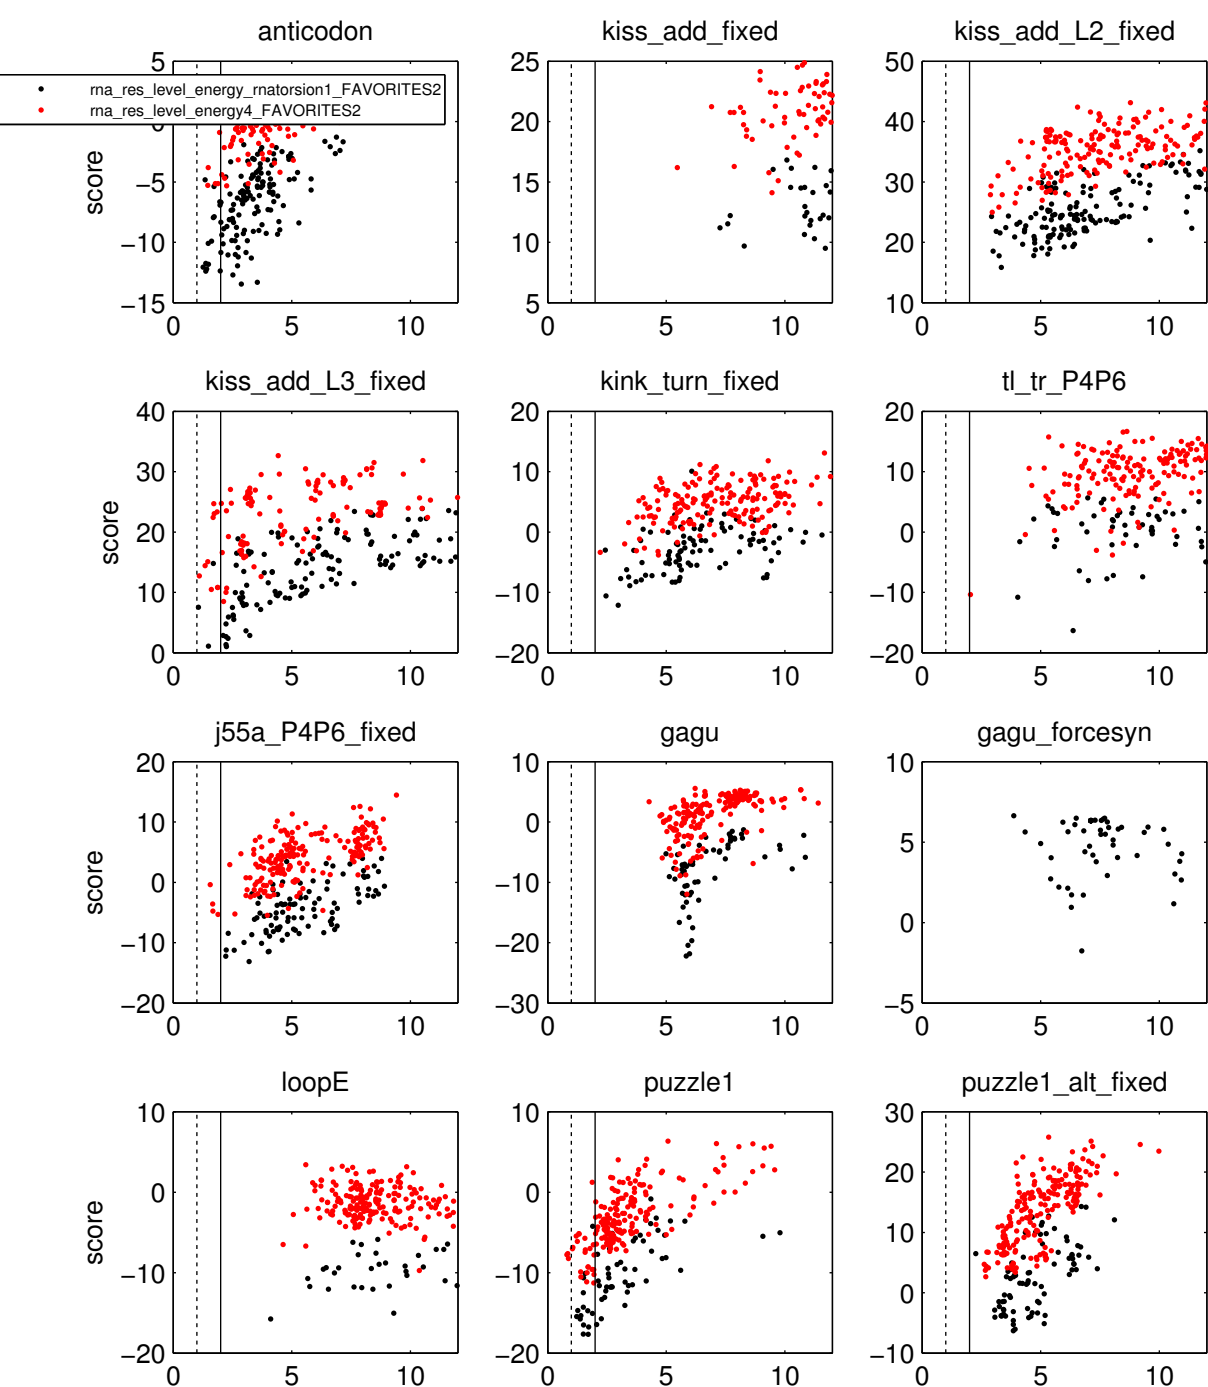 anticodon
kiss_add_fixed
kiss_add_L2_fixed
5
0
−5
−10
−15
score
rna_res_level_energy_rnatorsion1_FAVORITES2
rna_res_level_energy4_FAVORITES2
0 5 10
25
20
15
10
5
0 5 10
50
40
30
20
10
0 5 10
kiss_add_L3_fixed
kink_turn_fixed
tl_tr_P4P6
40
30
20
10
0
score
0 5 10
20
10
0
−10
−20
0 5 10
20
10
0
−10
−20
0 5 10
j55a_P4P6_fixed
gagu
gagu_forcesyn
20
10
0
−10
−20
score
0 5 10
10
0
−10
−20
−30
0 5 10
10
5
0
−5
0 5 10
loopE
puzzle1
puzzle1_alt_fixed
10
0
−10
−20
score
0 5 10
10
0
−10
−20
0 5 10
30
20
10
0
−10
0 5 10